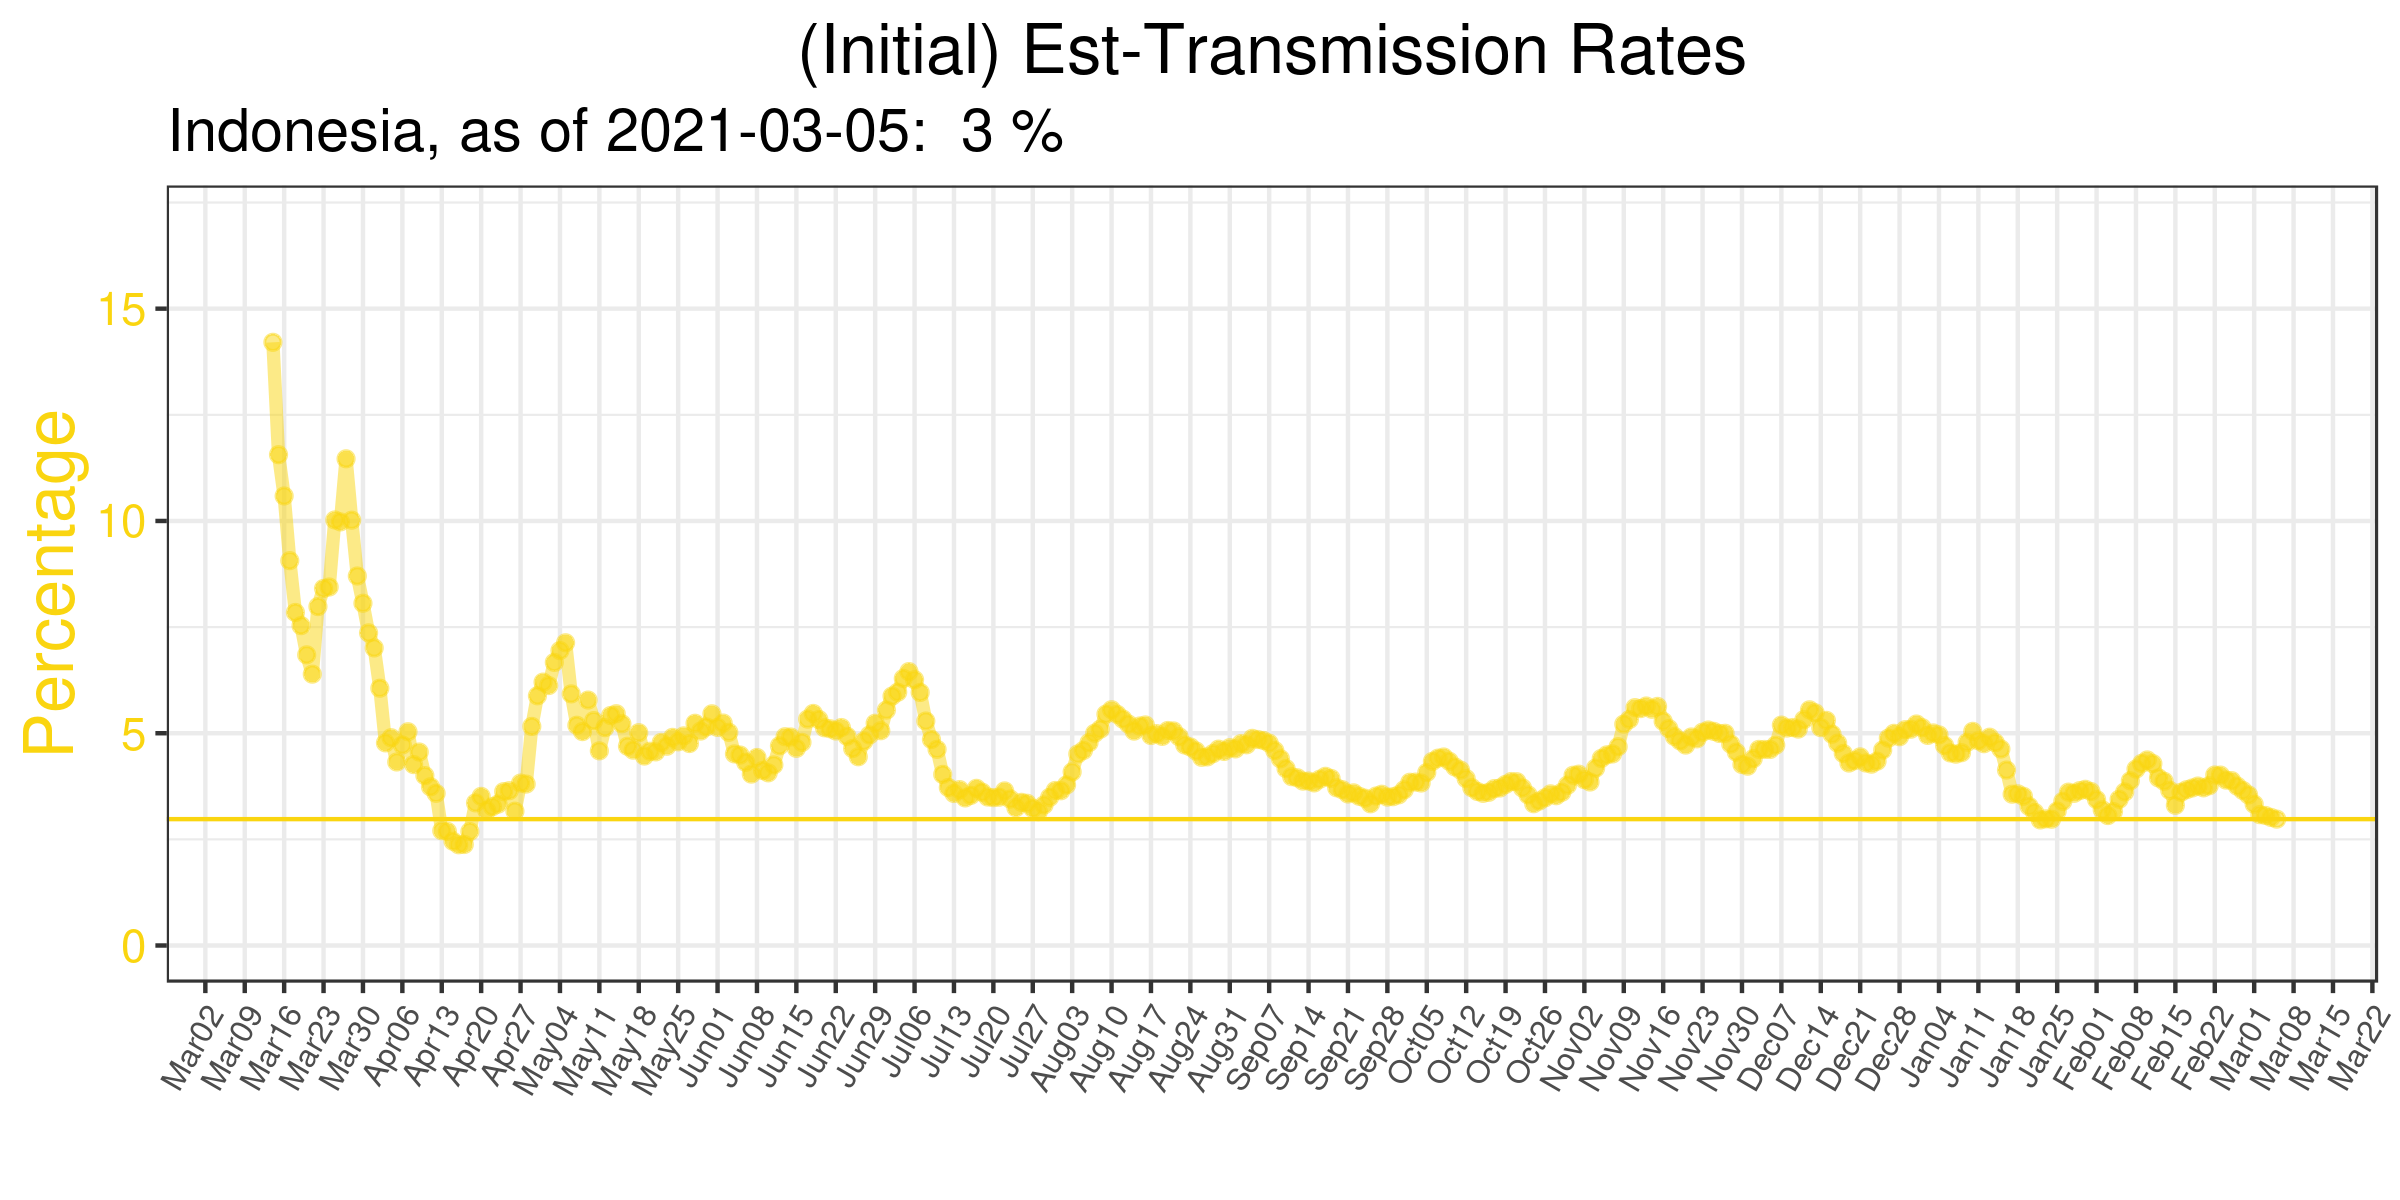 (Initial) Est-Transmission Rates
Indonesia, as of 2021-03-05:  3 %
Percentage
15
10
5
0
Mar02
Mar09
Mar16
Mar23
Mar30
Apr06
Apr13
Apr20
Apr27
May04
May11
May18
May25
Jun01
Jun08
Jun15
Jun22
Jun29
Jul06
Jul13
Jul20
Jul27
Aug03
Aug10
Aug17
Aug24
Aug31
Sep07
Sep14
Sep21
Sep28
Oct05
Oct12
Oct19
Oct26
Nov02
Nov09
Nov16
Nov23
Nov30
Dec07
Dec14
Dec21
Dec28
Jan04
Jan11
Jan18
Jan25
Feb01
Feb08
Feb15
Feb22
Mar01
Mar08
Mar15
Mar22